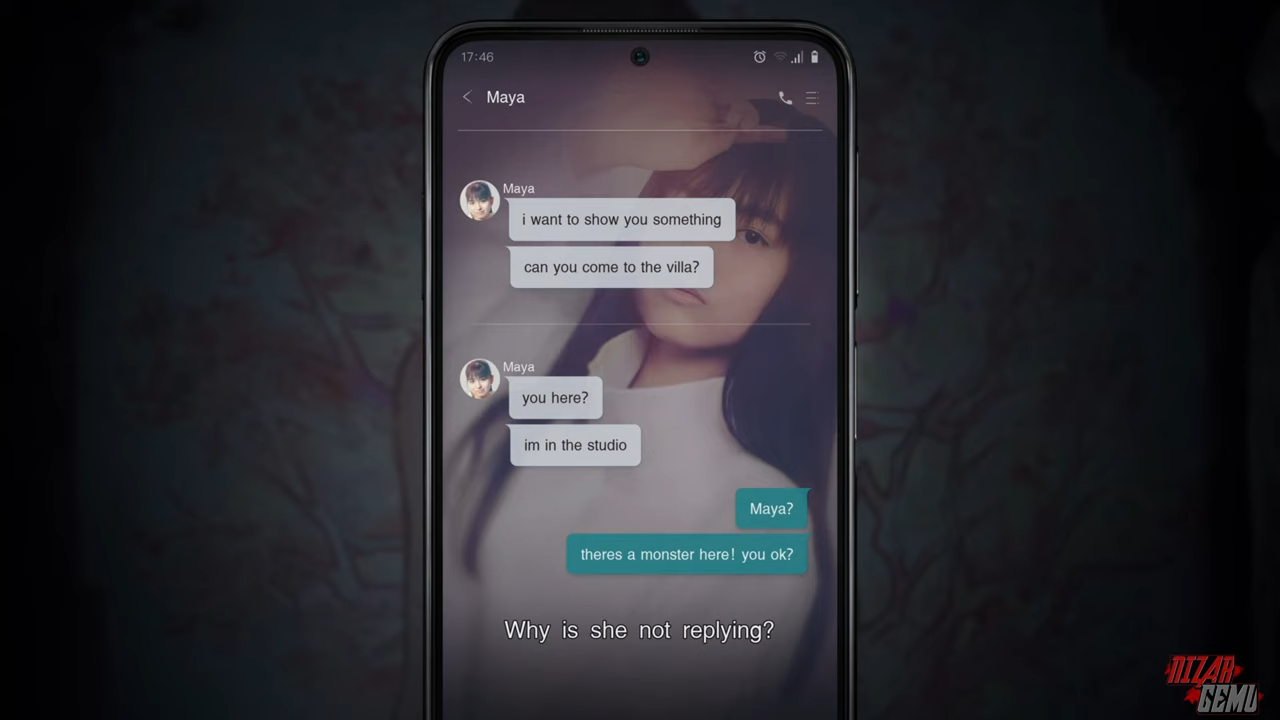 17:46
Maya
Maya
i want to show you something
can you come to the villa?
Maya
you here?
im in the studio
Maya?
theres a monster here! you ok?
Why is she not replying?
NIZAR
GEMU